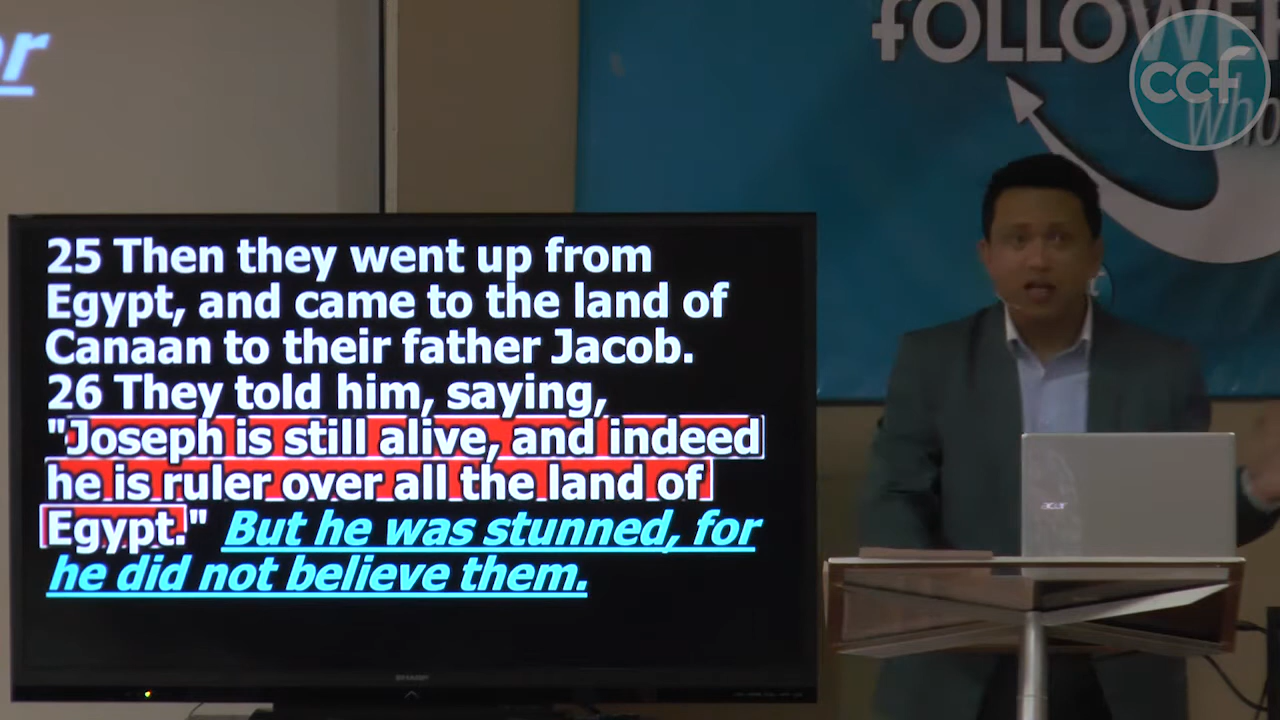 r
fOLLOWE
ccf
who
25 Then they went up from
Egypt, and came to the land of
Canaan to their father Jacob.
26 They told him, saying,
"Joseph is still alive, and indeed
he is ruler over all the land of
Egypt." But he was stunned, for
he did not believe them.
SHARP
acer